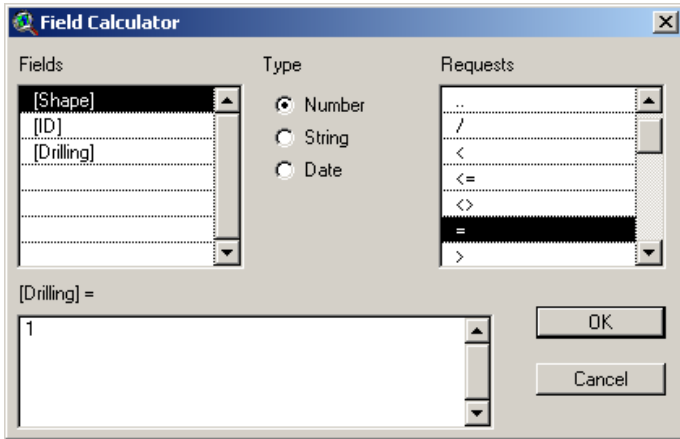 Field Calculator
Fields
Type
Requests
[Shape]
[ID]
[Drilling]
Number
String
Date
..
/
<
<=
<>
=
>
[Drilling] =
1
OK
Cancel